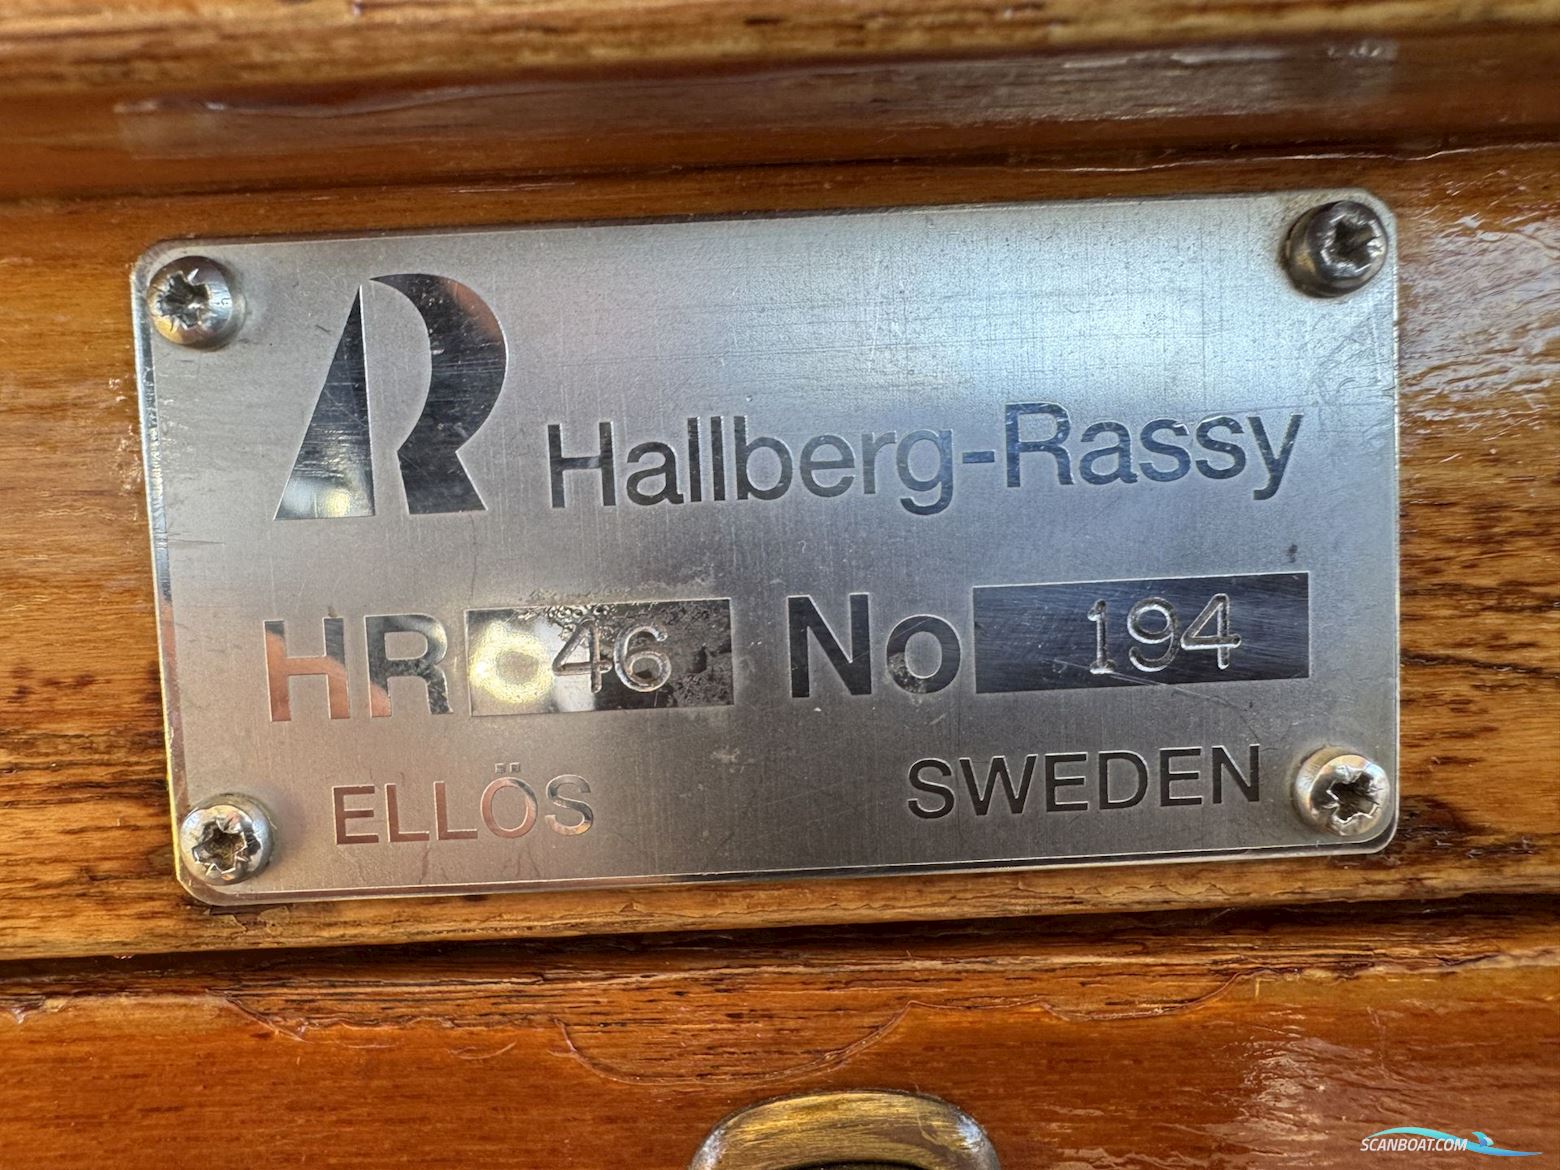 Hallberg-Rassy
HR 46 No 194
ELLÖS SWEDEN
SCANBOAT.COM